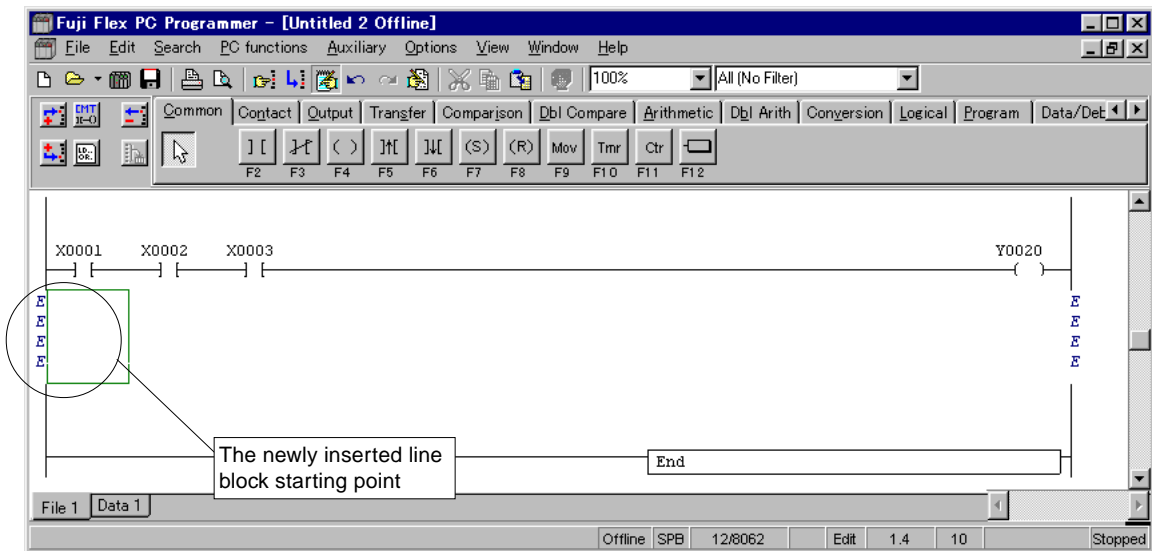 Fuji Flex PC Programmer - [Untitled 2 Offline]
File Edit Search PC functions Auxiliary Options View Window Help
100% All (No Filter)
Common Contact Output Transfer Comparison Dbl Compare Arithmetic Dbl Arith Conversion Logical Program Data/Det
CMT
LD..
OR..
(S) (R) Mov Tmr Ctr
F2 F3 F4 F5 F6 F7 F8 F9 F10 F11 F12
X0001 X0002 X0003 Y0020
E E
E E
E E
E E
The newly inserted line
block starting point
End
File 1 Data 1
Offline SPB 12/8062 Edit 1.4 10 Stopped